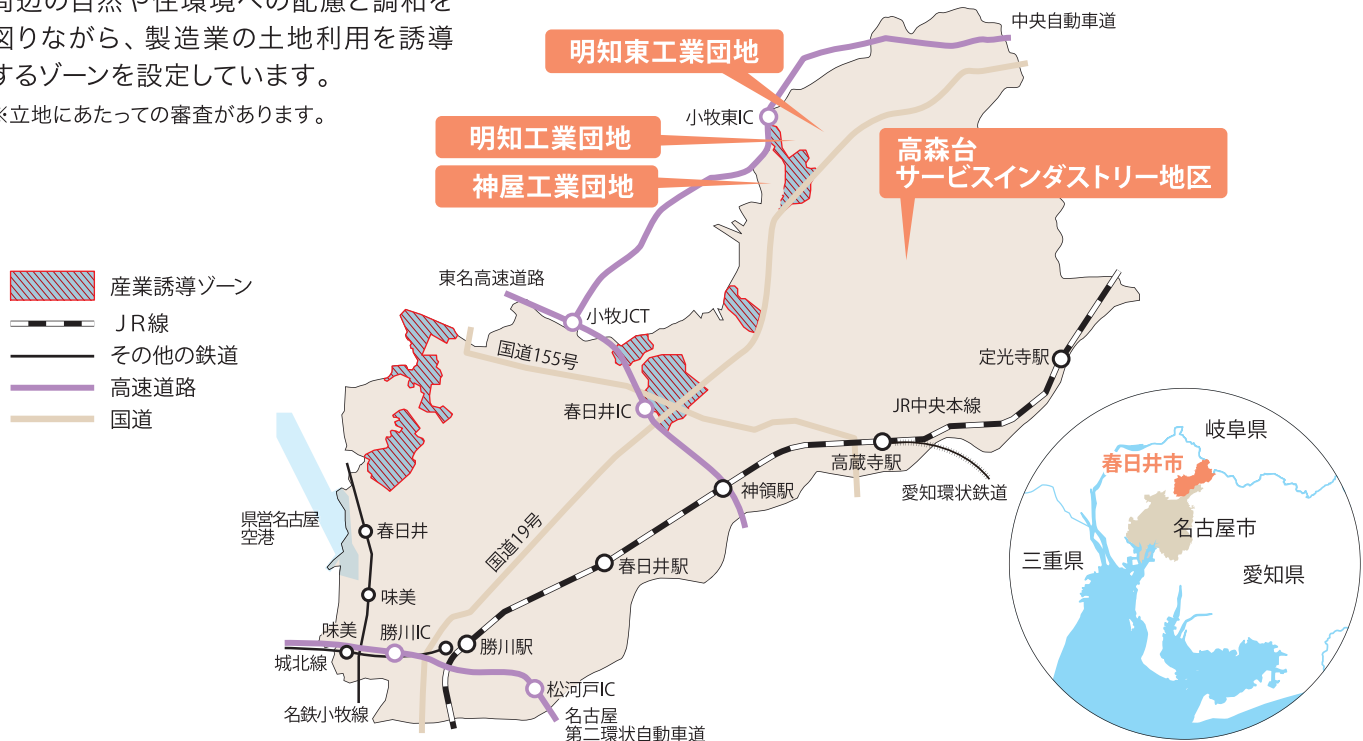 周辺の自然や住環境への配慮と調和を
図りながら、製造業の土地利用を誘導
するゾーンを設定しています。
※立地にあたっての審査があります。
中央自動車道
明知東工業団地
小牧東IC
明知工業団地
神屋工業団地
高森台
サービスインダストリー地区
東名高速道路
小牧JCT
産業誘導ゾーン
ＪＲ線
その他の鉄道
高速道路
国道
国道155号
春日井IC
定光寺駅
JR中央本線
高蔵寺駅
愛知環状鉄道
神領駅
県営名古屋
空港
春日井
国道19号
春日井駅
味美
味美
勝川IC
勝川駅
城北線
松河戸IC
名鉄小牧線
名古屋
第二環状自動車道
岐阜県
春日井市
名古屋市
三重県
愛知県